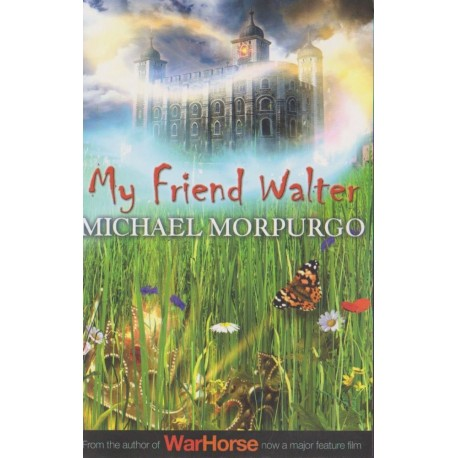 My Friend Walter
MICHAEL MORPURGO
From the author of WarHorse now a major feature film